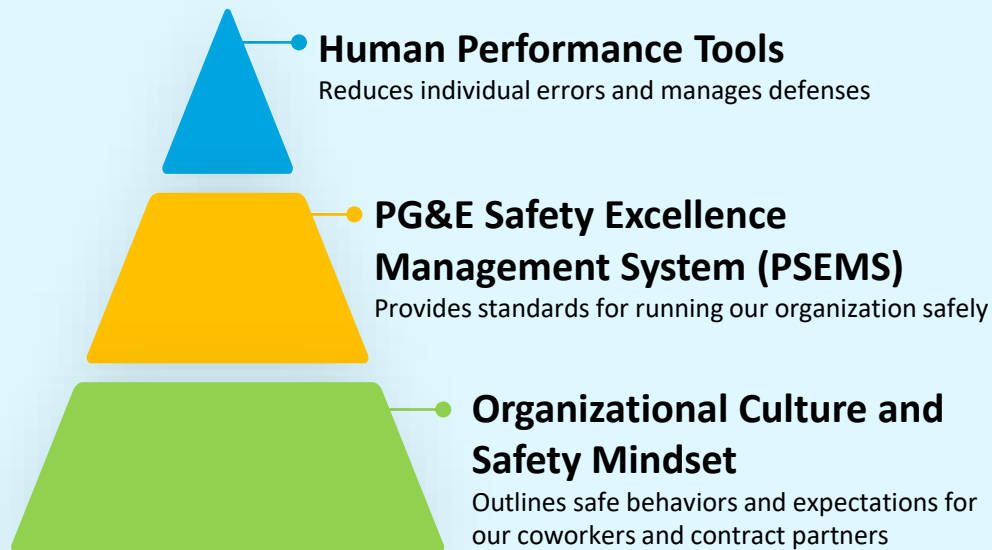 Human Performance Tools
Reduces individual errors and manages defenses
PG&E Safety Excellence
Management System (PSEMS)
Provides standards for running our organization safely
Organizational Culture and
Safety Mindset
Outlines safe behaviors and expectations for
our coworkers and contract partners